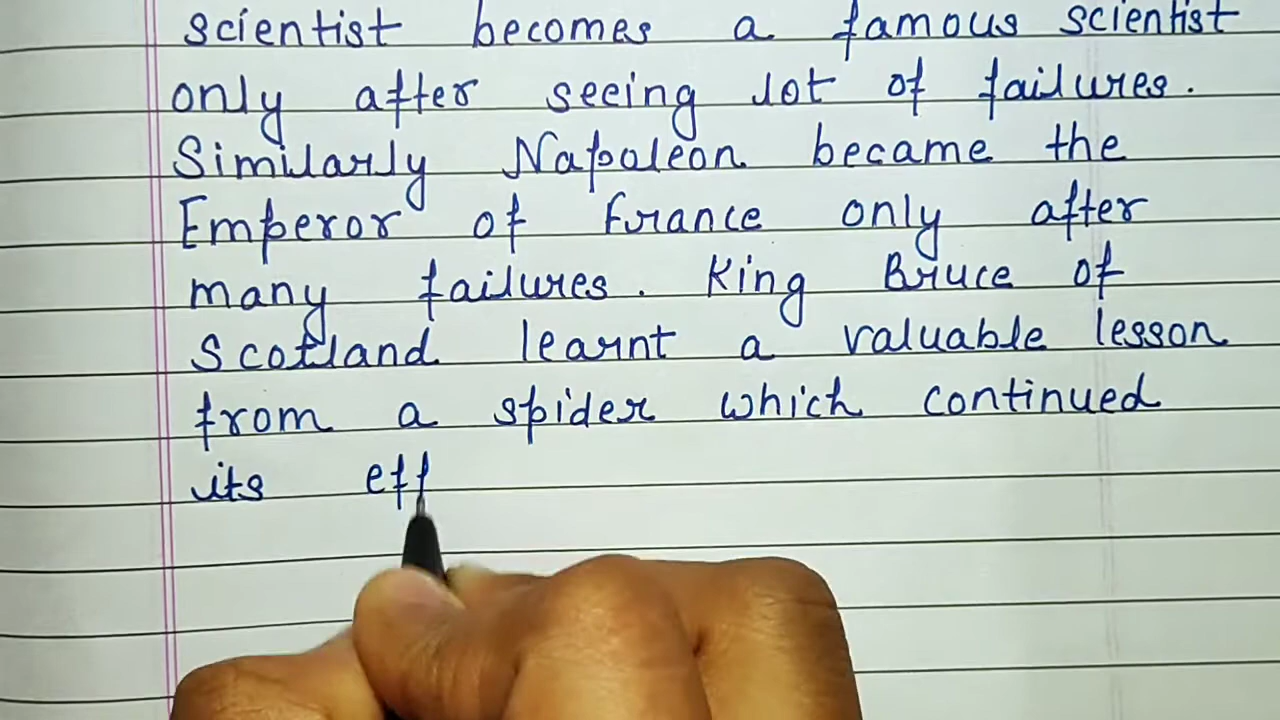 scientist becomes a famous scientist
only after seeing lot of failures.
Similarly Napoleon became the
Emperor of France only after
many failures. King Bruce of
Scotland learnt a valuable lesson
from a spider which continued
its eff